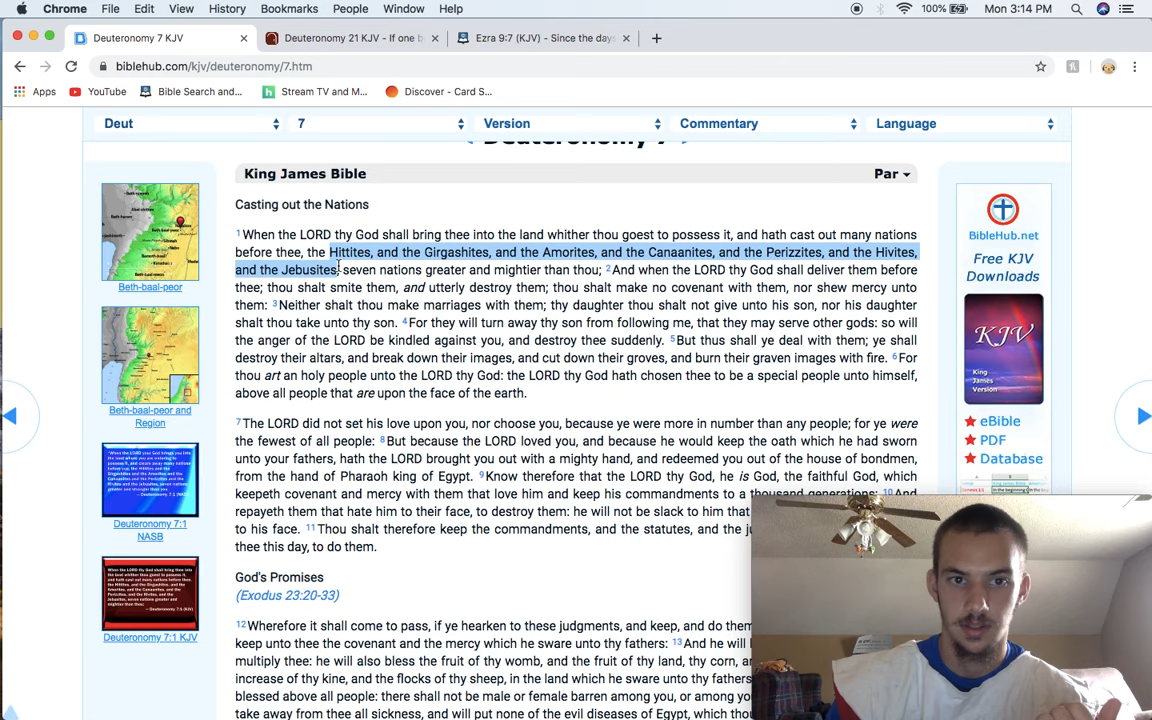 Chrome File Edit View History Bookmarks People Window Help 100% Mon 3:14 PM
Deuteronomy 7 KJV × Deuteronomy 21 KJV - If one b × Ezra 9:7 (KJV) - Since the days × +
biblehub.com/kjv/deuteronomy/7.htm
Apps YouTube Bible Search and... Stream TV and M... Discover - Card S...
Deut 7 Version Commentary Language
Deuteronomy 7
King James Bible Par
Casting out the Nations
1When the LORD thy God shall bring thee into the land whither thou goest to possess it, and hath cast out many nations
before thee, the Hittites, and the Girgashites, and the Amorites, and the Canaanites, and the Perizzites, and the Hivites,
and the Jebusites, seven nations greater and mightier than thou; 2And when the LORD thy God shall deliver them before
thee; thou shalt smite them, and utterly destroy them; thou shalt make no covenant with them, nor shew mercy unto
them: 3Neither shalt thou make marriages with them; thy daughter thou shalt not give unto his son, nor his daughter
shalt thou take unto thy son. 4For they will turn away thy son from following me, that they may serve other gods: so will
the anger of the LORD be kindled against you, and destroy thee suddenly. 5But thus shall ye deal with them; ye shall
destroy their altars, and break down their images, and cut down their groves, and burn their graven images with fire. 6For
thou art an holy people unto the LORD thy God: the LORD thy God hath chosen thee to be a special people unto himself,
above all people that are upon the face of the earth.
7The LORD did not set his love upon you, nor choose you, because ye were more in number than any people; for ye were
the fewest of all people: 8But because the LORD loved you, and because he would keep the oath which he had sworn
unto your fathers, hath the LORD brought you out with a mighty hand, and redeemed you out of the house of bondmen,
from the hand of Pharaoh king of Egypt. 9Know therefore that the LORD thy God, he is God, the faithful God, which
keepeth covenant and mercy with them that love him and keep his commandments to a thousand generations; 10And
repayeth them that hate him to their face, to destroy them: he will not be slack to him that
to his face. 11Thou shalt therefore keep the commandments, and the statutes, and the ju
thee this day, to do them.
God's Promises
(Exodus 23:20-33)
12Wherefore it shall come to pass, if ye hearken to these judgments, and keep, and do them
keep unto thee the covenant and the mercy which he sware unto thy fathers: 13And he will
multiply thee: he will also bless the fruit of thy womb, and the fruit of thy land, thy corn, a
increase of thy kine, and the flocks of thy sheep, in the land which he sware unto thy fathers
blessed above all people: there shall not be male or female barren among you, or among you
take away from thee all sickness, and will put none of the evil diseases of Egypt, which thou
Beth-baal-peor
Beth-baal-peor and
Region
Deuteronomy 7:1
NASB
Deuteronomy 7:1 KJV
BibleHub.net
Free KJV
Downloads
KJV
King
James
Version
eBible
PDF
Database